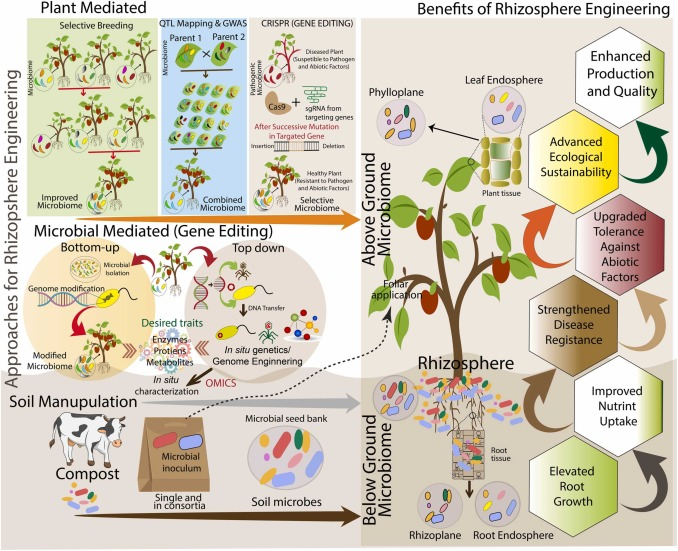 Plant Mediated
Approaches for Rhizopshere Engineering
Selective Breeding
Microbiome
Improved
Microbiome
QTL Mapping & GWAS
Parent 1
Parent 2
Microbiome
Combined
Microbiome
CRISPR (GENE EDITING)
Pathogenic
Microbiome
Diseased Plant
(Suspectible to Pathogen
and Abiotic Factors)
Cas9
+
sgRNA from
targeting genes
After Successive Mutation
in Targatted Gene
Insertion
Deletion
Healthy Plant
(Resistant to Pathogen
and Abiotic Factors)
Selective
Microbiome
Microbial Mediated (Gene Editing)
Bottom-up
Microbial
Isolation
Genome modification
Modified
Microbiome
Top down
DNA Transfer
In situ genetics/
Genome Enginnering
Desired traits
Enzymes
Protiens
Metabolites
In situ
characterization
OMICS
Soil Manupulation
Compost
Microbial
inoculum
Single and
in consortia
Microbial seed bank
Soil microbes
Benefits of Rhizosphere Engineering
Above Ground
Microbiome
Phylloplane
Leaf Endosphere
Plant tissue
Foliar
application
Rhizosphere
Below Ground
Microbiome
Root
tissue
Rhizoplane
Root Endosphere
Enhanced
Production
and Quality
Advanced
Ecological
Sustainability
Upgraded
Tolerance
Against
Abiotic
Factors
Strengthened
Disease
Registance
Improved
Nutrint
Uptake
Elevated
Root
Growth